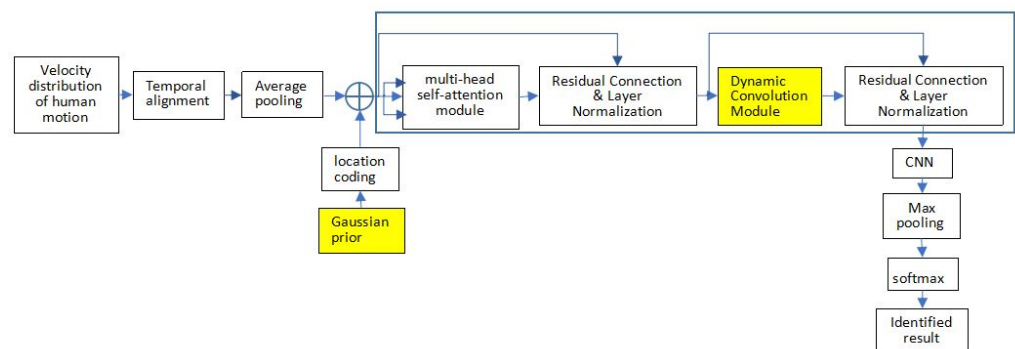 Velocity
distribution
of human
motion
Temporal
alignment
Average
pooling
multi-head
self-attention
module
Residual Connection
& Layer
Normalization
Dynamic
Convolution
Module
Residual Connection
& Layer
Normalization
location
coding
Gaussian
prior
CNN
Max
pooling
softmax
Identified
result